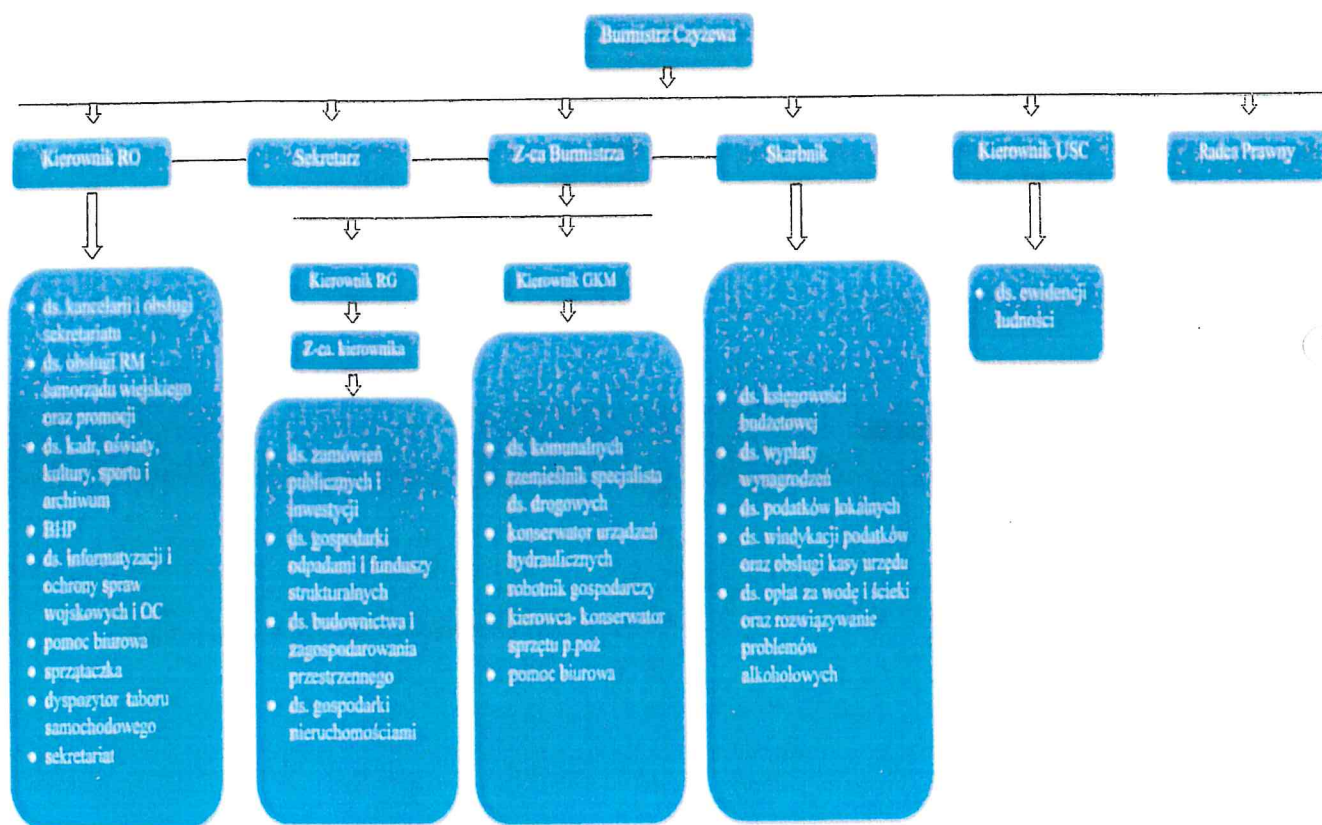 Burmistrz Czyżewa
Kierownik RO
Sekretarz
Z-ca Burmistrza
Skarbnik
Kierownik USC
Radca Prawny
Kierownik RG
Kierownik GKM
Z-ca. kierownika
ds. kancelarii i obsługi
sekretariatu
ds. obsługi RM
samorządu wiejskiego
oraz promocji
ds. kadr, oświaty,
kultury, sportu i
archiwum
BHP
ds. informatyzacji i
ochrony spraw
wojskowych i OC
pomoc biurowa
sprzątaczka
dyspozytor taboru
samochodowego
sekretariat
ds. zamówień
publicznych i
inwestycji
ds. gospodarki
odpadami i funduszy
strukturalnych
ds. budownictwa i
zagospodarowania
przestrzennego
ds. gospodarki
nieruchomościami
ds. komunalnych
rzemieślnik specjalista
ds. drogowych
konserwator urządzeń
hydraulicznych
robotnik gospodarczy
kierowca- konserwator
sprzętu p.poż
pomoc biurowa
ds. księgowości
budżetowej
ds. wypłaty
wynagrodzeń
ds. podatków lokalnych
ds. windykacji podatków
oraz obsługi kasy urzędu
ds. opłat za wodę i ścieki
oraz rozwiązywanie
problemów
alkoholowych
ds. ewidencji
ludności